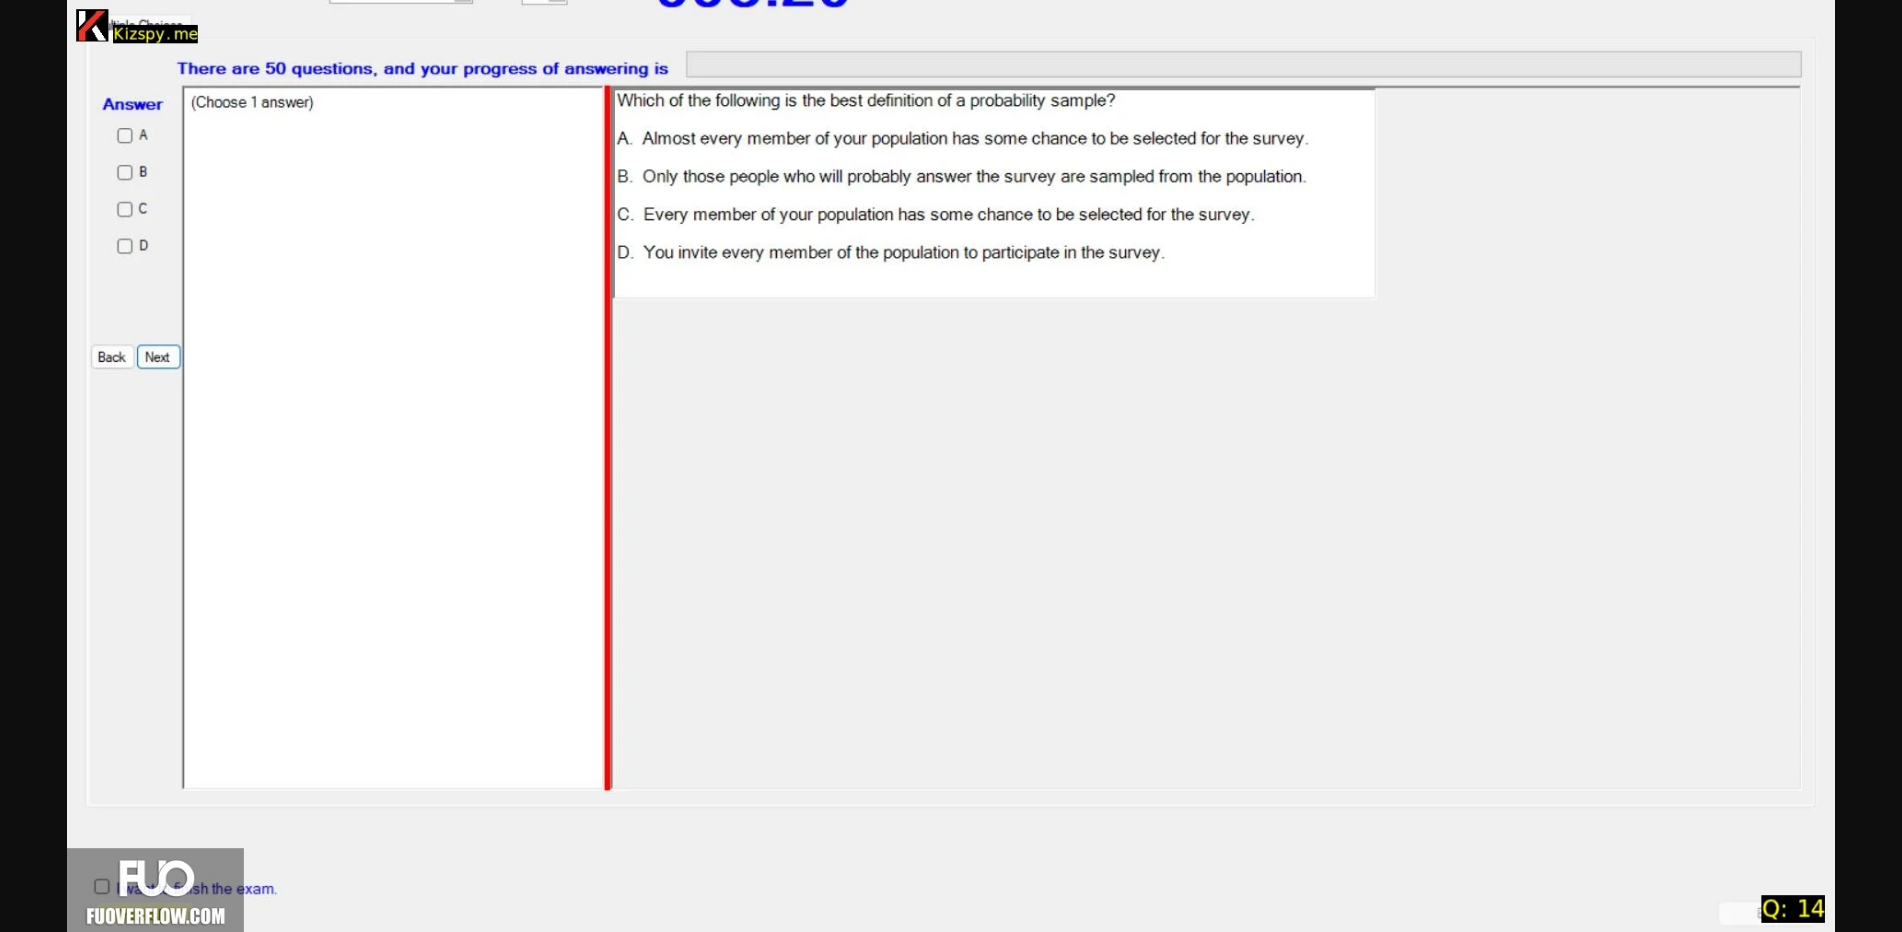 Kizspy.me
There are 50 questions, and your progress of answering is
Answer
(Choose 1 answer)
A
B
C
D
Back
Next
Which of the following is the best definition of a probability sample?
A. Almost every member of your population has some chance to be selected for the survey.
B. Only those people who will probably answer the survey are sampled from the population.
C. Every member of your population has some chance to be selected for the survey.
D. You invite every member of the population to participate in the survey.
FUO
the exam.
FUOVERFLOW.COM
Q: 14